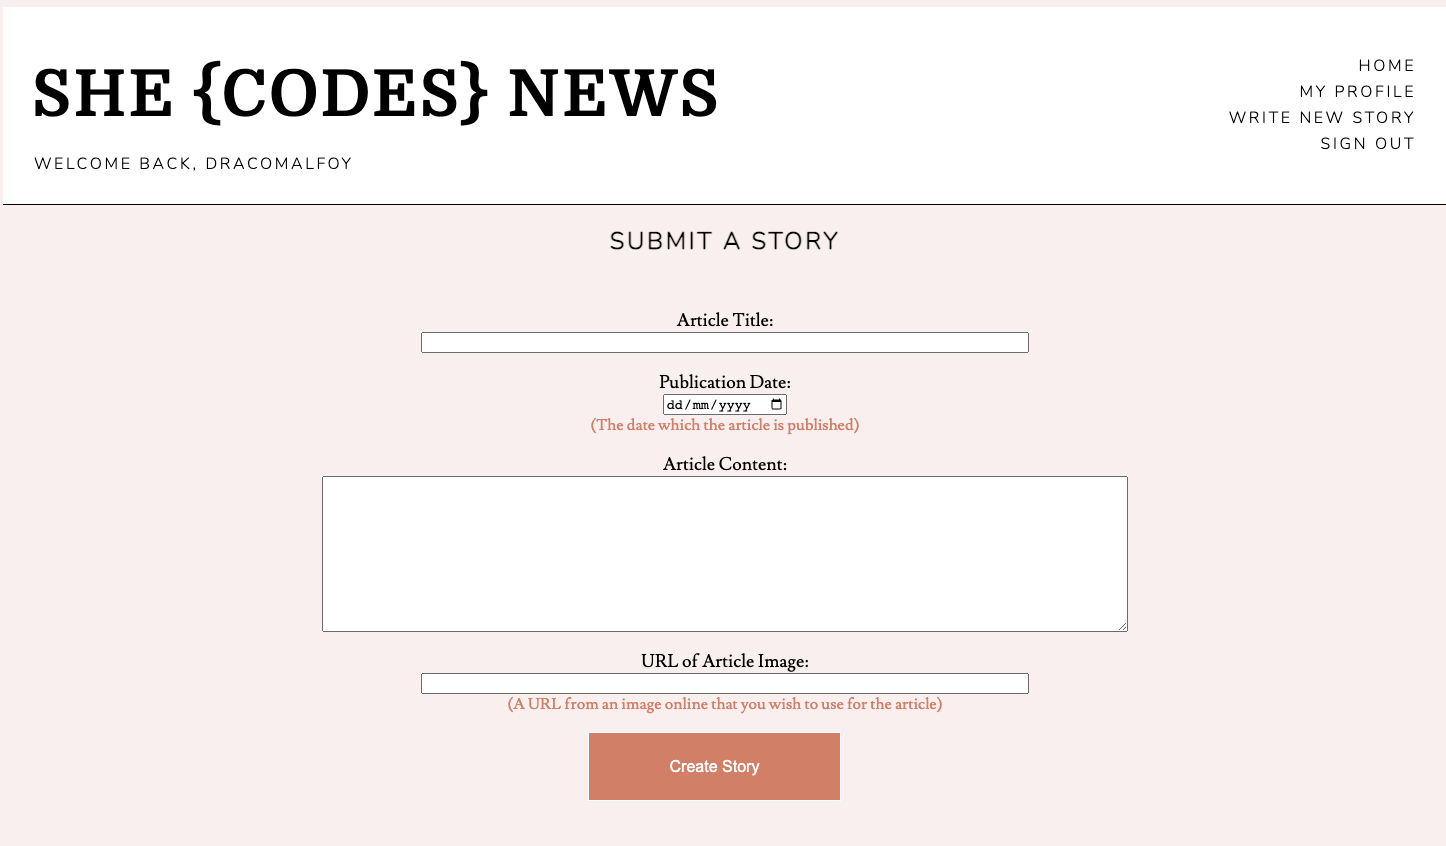 SHE {CODES} NEWS
WELCOME BACK, DRACOMALFOY
HOME
MY PROFILE
WRITE NEW STORY
SIGN OUT
SUBMIT A STORY
Article Title:
Publication Date:
dd/mm/yyyy
(The date which the article is published)
Article Content:
URL of Article Image:
(A URL from an image online that you wish to use for the article)
Create Story